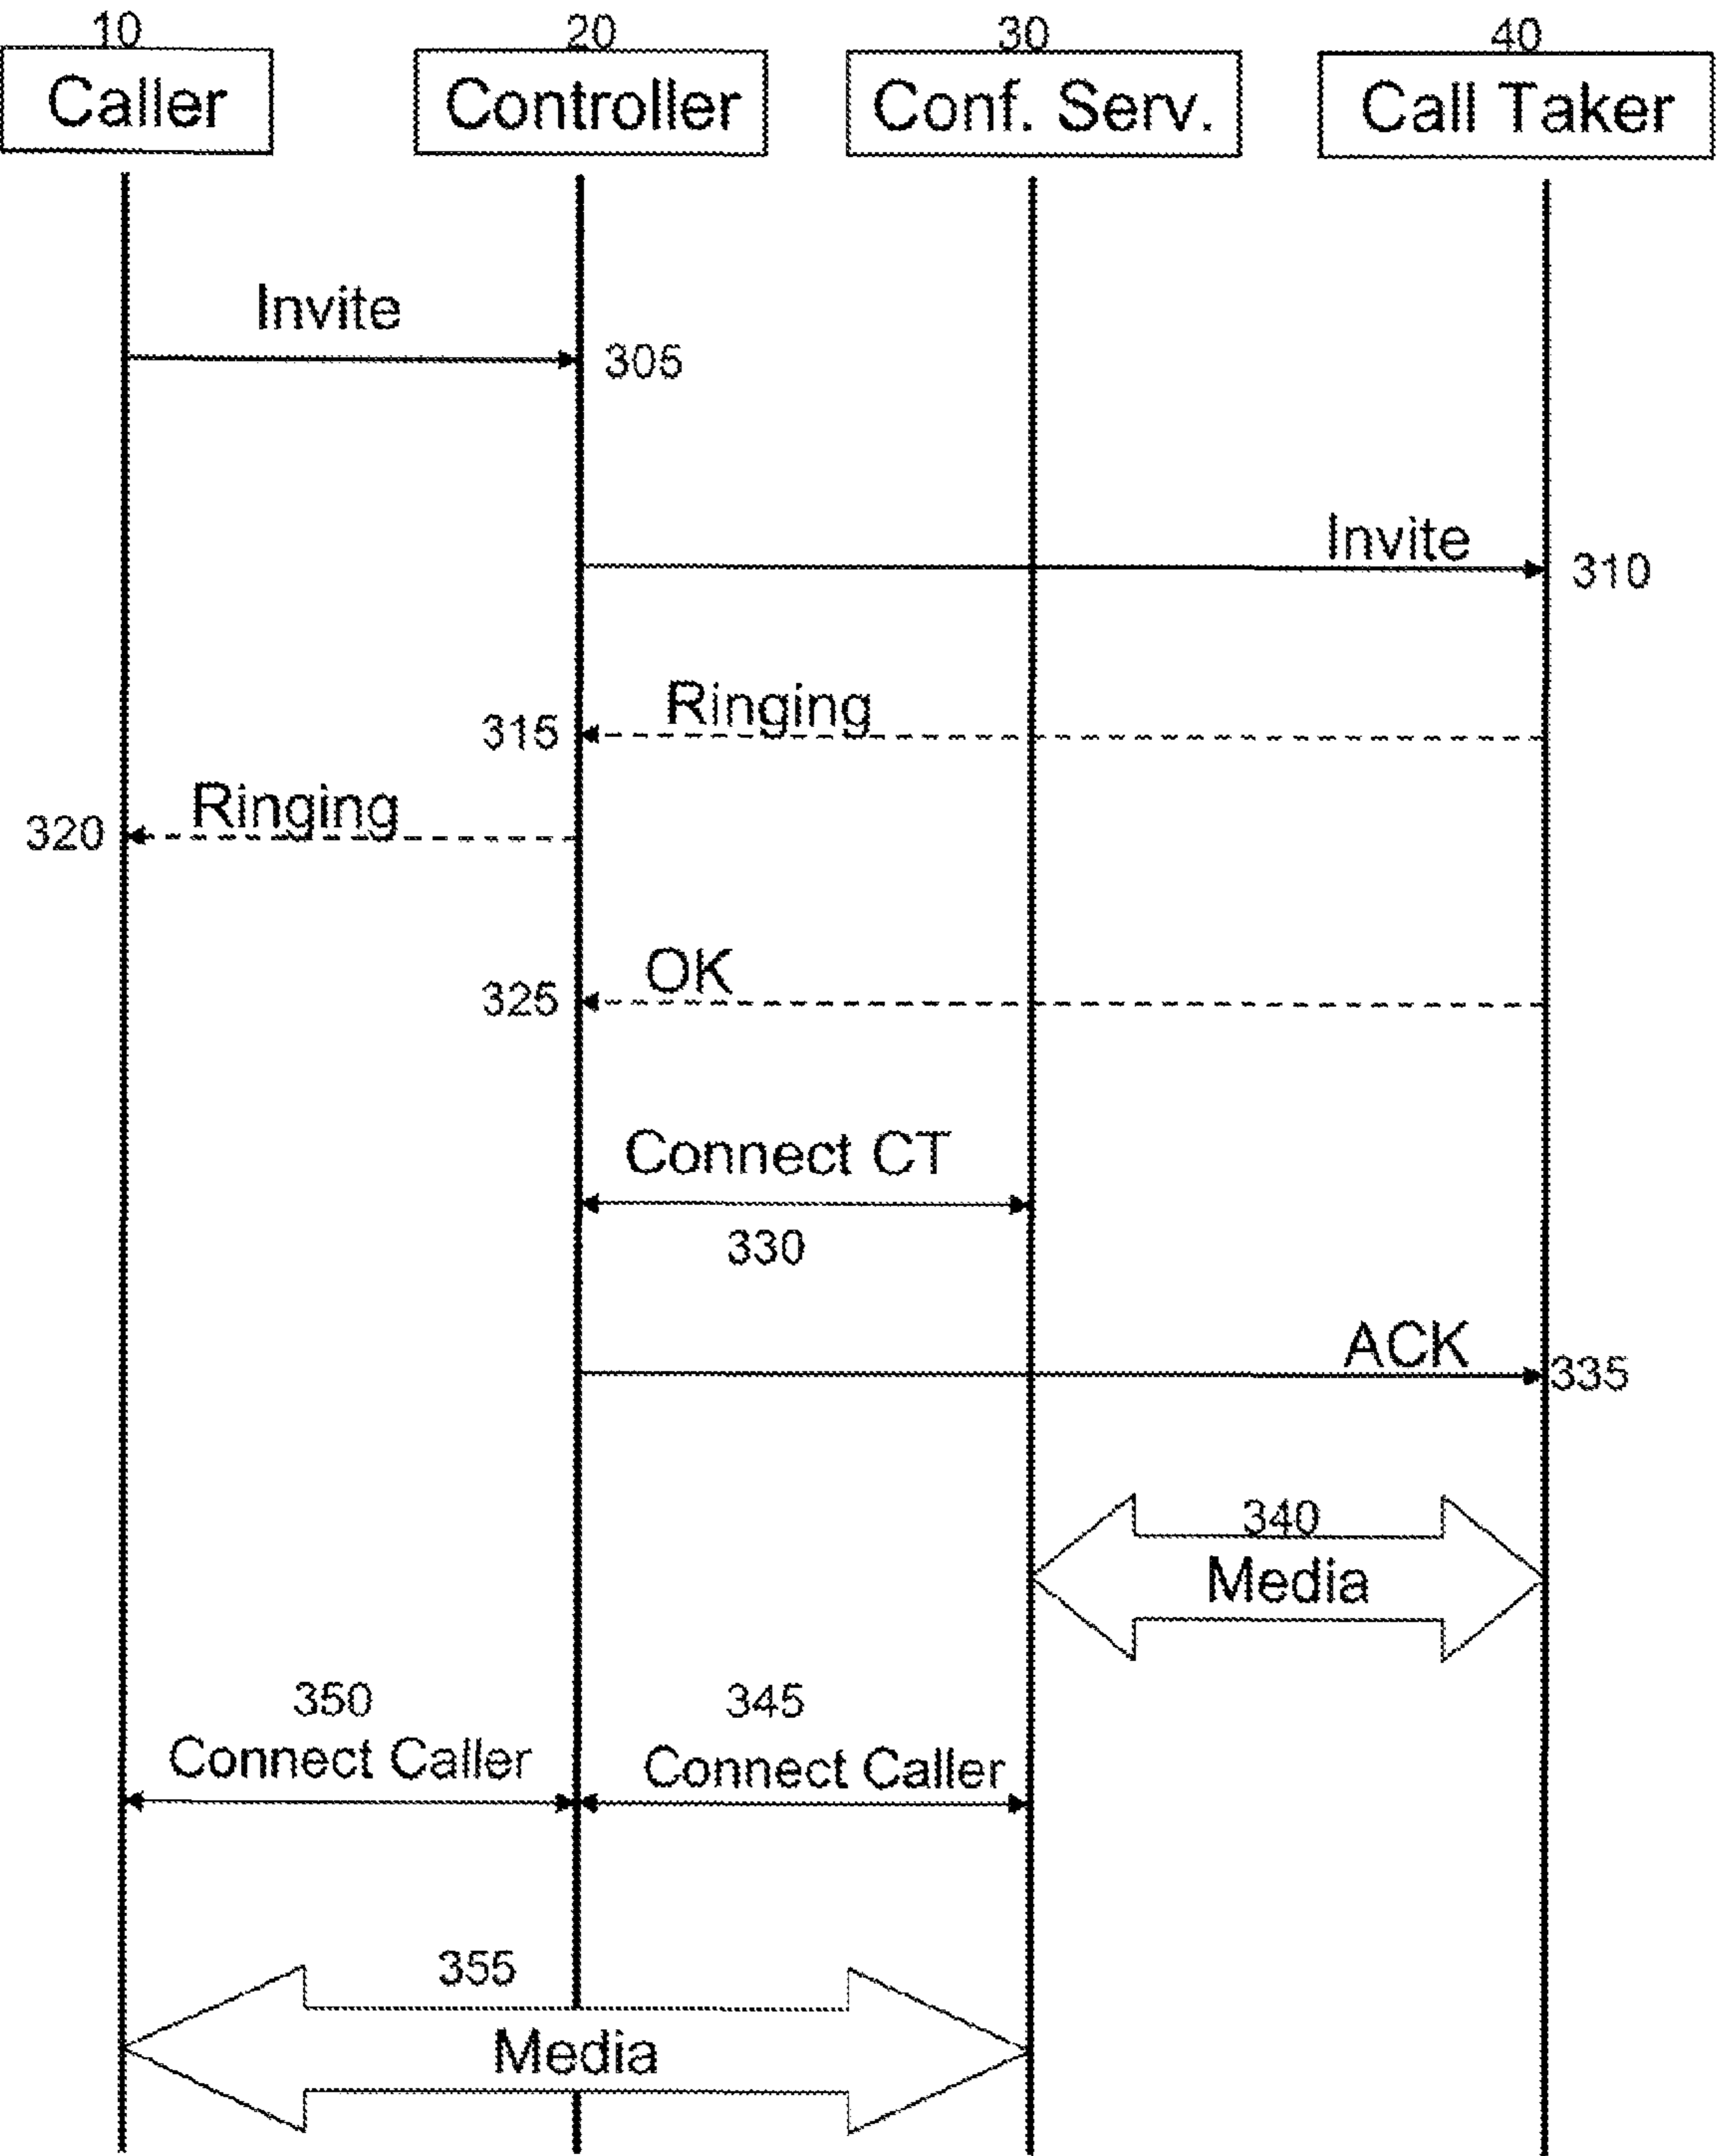 10
20
30
40
Caller
Controller
Conf. Serv.
Call Taker
Invite
305
Invite
310
Ringing
315
Ringing
320
OK
325
Connect CT
330
ACK
335
340
Media
350
345
Connect Caller
Connect Caller
355
Media